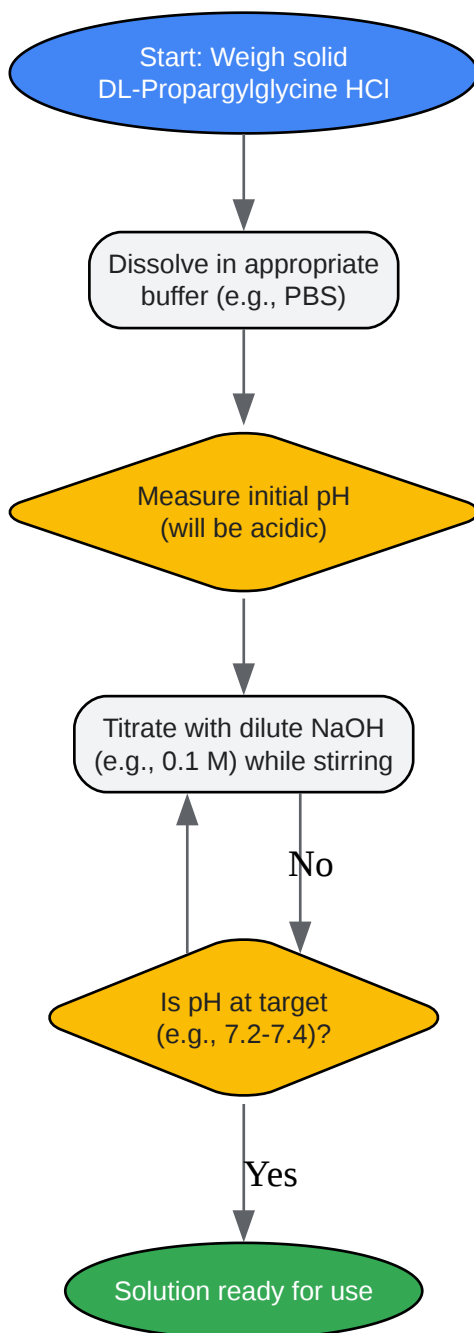 Start: Weigh solid
DL-Propargylglycine HCl
Dissolve in appropriate
buffer (e.g., PBS)
Measure initial pH
(will be acidic)
Titrate with dilute NaOH
(e.g., 0.1 M) while stirring
No
Is pH at target
(e.g., 7.2-7.4)?
Yes
Solution ready for use